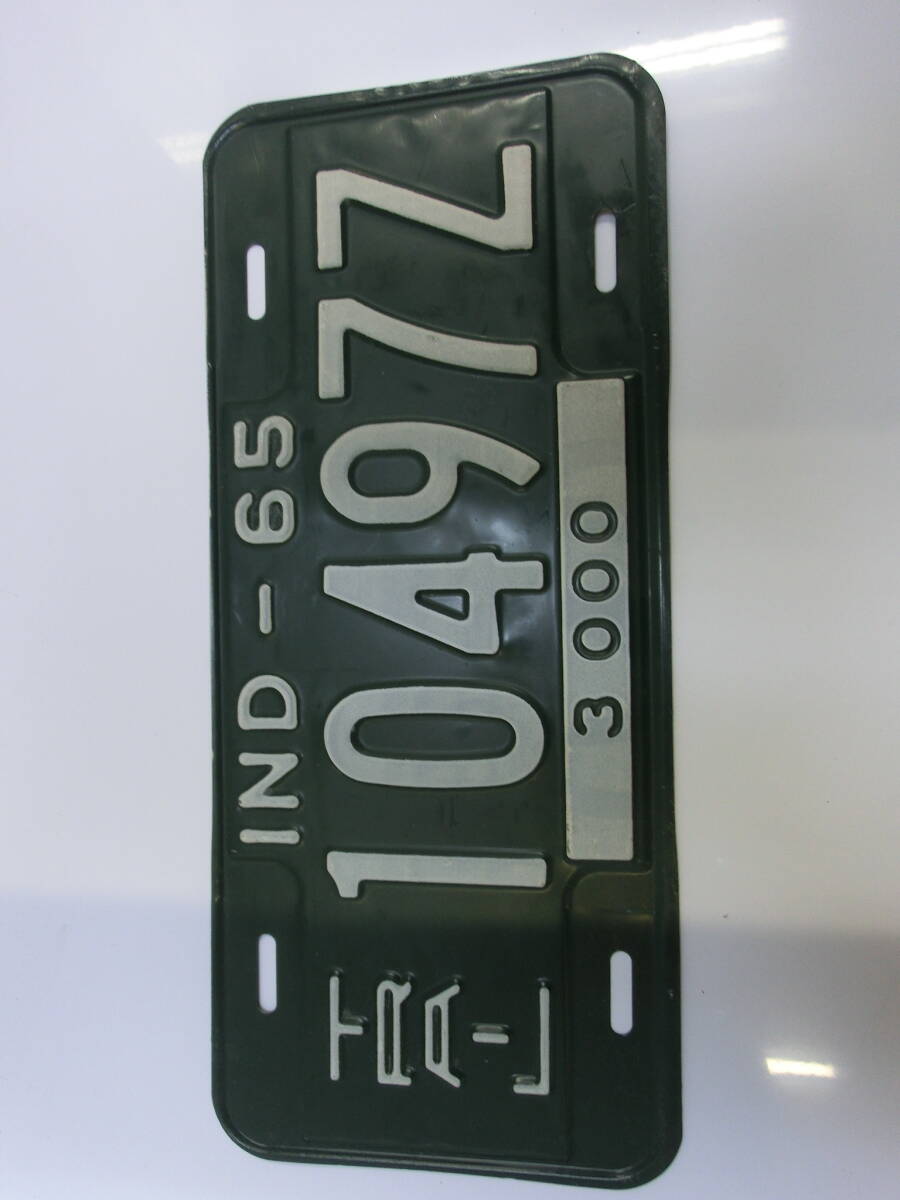 IND - 65
TRAIL 10497Z
3 000